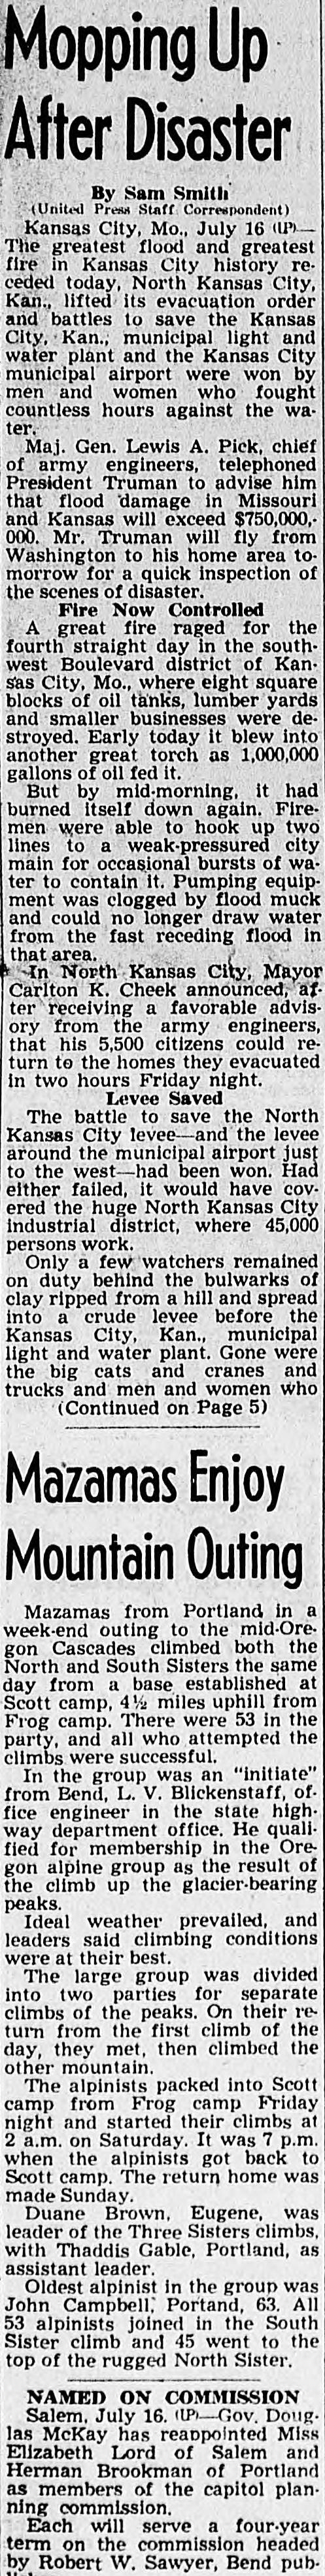 Mopping Up
After Disaster
By Sam Smith
(United Press Staff Correspondent)
Kansas City, Mo., July 16 (UP)—
The greatest flood and greatest
fire in Kansas City history re-
ceded today, North Kansas City,
Kan., lifted its evacuation order
and battles to save the Kansas
City, Kan., municipal light and
water plant and the Kansas City
municipal airport were won by
men and women who fought
countless hours against the wa-
ter.
Maj. Gen. Lewis A. Pick, chief
of army engineers, telephoned
President Truman to advise him
that flood damage in Missouri
and Kansas will exceed $750,000,-
000. Mr. Truman will fly from
Washington to his home area to-
morrow for a quick inspection of
the scenes of disaster.
Fire Now Controlled
A great fire raged for the
fourth straight day in the south-
west Boulevard district of Kan-
sas City, Mo., where eight square
blocks of oil tanks, lumber yards
and smaller businesses were de-
stroyed. Early today it blew into
another great torch as 1,000,000
gallons of oil fed it.
But by mid-morning, it had
burned itself down again. Fire-
men were able to hook up two
lines to a weak-pressured city
main for occasional bursts of wa-
ter to contain it. Pumping equip-
ment was clogged by flood muck
and could no longer draw water
from the fast receding flood in
that area.
In North Kansas City, Mayor
Carlton K. Cheek announced, af-
ter receiving a favorable advis-
ory from the army engineers,
that his 5,500 citizens could re-
turn to the homes they evacuated
in two hours Friday night.
Levee Saved
The battle to save the North
Kansas City levee—and the levee
around the municipal airport just
to the west—had been won. Had
either failed, it would have cov-
ered the huge North Kansas City
industrial district, where 45,000
persons work.
Only a few watchers remained
on duty behind the bulwarks of
clay ripped from a hill and spread
into a crude levee before the
Kansas City, Kan., municipal
light and water plant. Gone were
the big cats and cranes and
trucks and men and women who
(Continued on Page 5)
Mazamas Enjoy
Mountain Outing
Mazamas from Portland in a
week-end outing to the mid-Ore-
gon Cascades climbed both the
North and South Sisters the same
day from a base established at
Scott camp, 4½ miles uphill from
Frog camp. There were 53 in the
party, and all who attempted the
climbs were successful.
In the group was an "initiate"
from Bend, L. V. Blickenstaff, of-
fice engineer in the state high-
way department office. He quali-
fied for membership in the Ore-
gon alpine group as the result of
the climb up the glacier-bearing
peaks.
Ideal weather prevailed, and
leaders said climbing conditions
were at their best.
The large group was divided
into two parties for separate
climbs of the peaks. On their re-
turn from the first climb of the
day, they met, then climbed the
other mountain.
The alpinists packed into Scott
camp from Frog camp Friday
night and started their climbs at
2 a.m. on Saturday. It was 7 p.m.
when the alpinists got back to
Scott camp. The return home was
made Sunday.
Duane Brown, Eugene, was
leader of the Three Sisters climbs,
with Thaddis Gable, Portland, as
assistant leader.
Oldest alpinist in the group was
John Campbell, Portand, 63. All
53 alpinists joined in the South
Sister climb and 45 went to the
top of the rugged North Sister.
NAMED ON COMMISSION
Salem, July 16. (UP)—Gov. Doug-
las McKay has reappointed Miss
Elizabeth Lord of Salem and
Herman Brookman of Portland
as members of the capitol plan-
ning commission.
Each will serve a four-year
term on the commission headed
by Robert W. Sawyer, Bend pub-